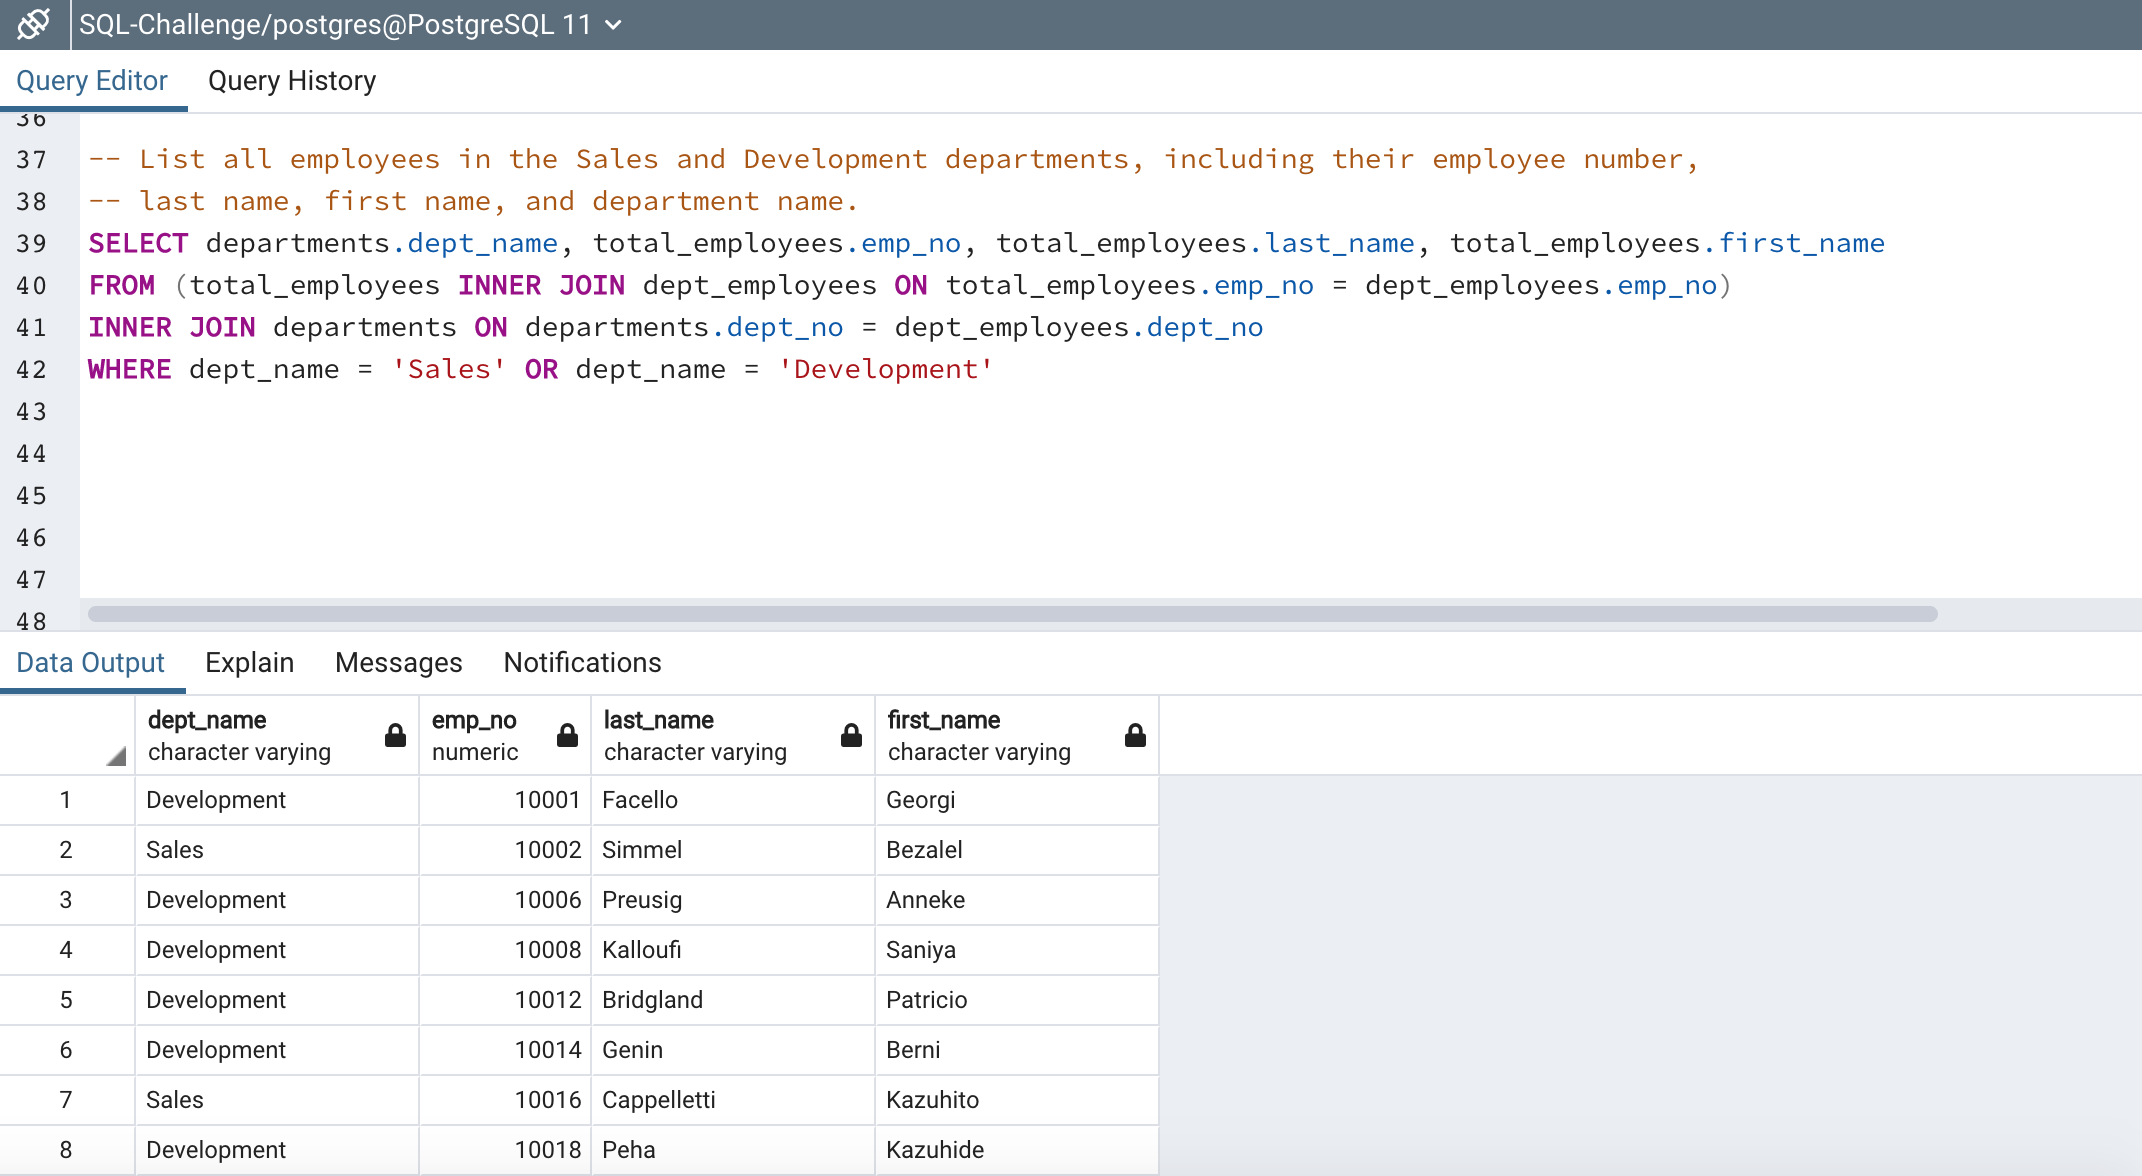 SQL-Challenge/postgres@PostgreSQL 11
Query Editor Query History
36
37 -- List all employees in the Sales and Development departments, including their employee number,
38 -- last name, first name, and department name.
39 SELECT departments.dept_name, total_employees.emp_no, total_employees.last_name, total_employees.first_name
40 FROM (total_employees INNER JOIN dept_employees ON total_employees.emp_no = dept_employees.emp_no)
41 INNER JOIN departments ON departments.dept_no = dept_employees.dept_no
42 WHERE dept_name = 'Sales' OR dept_name = 'Development'
43
44
45
46
47
48
Data Output Explain Messages Notifications
dept_name emp_no last_name first_name
character varying numeric character varying character varying
1 Development 10001 Facello Georgi
2 Sales 10002 Simmel Bezalel
3 Development 10006 Preusig Anneke
4 Development 10008 Kalloufi Saniya
5 Development 10012 Bridgland Patricio
6 Development 10014 Genin Berni
7 Sales 10016 Cappelletti Kazuhito
8 Development 10018 Peha Kazuhide